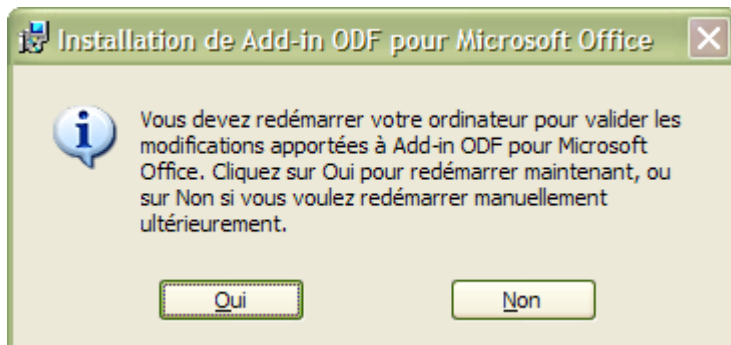 Installation de Add-in ODF pour Microsoft Office
Vous devez redémarrer votre ordinateur pour valider les
modifications apportées à Add-in ODF pour Microsoft
Office. Cliquez sur Oui pour redémarrer maintenant, ou
sur Non si vous voulez redémarrer manuellement
ultérieurement.
Oui
Non